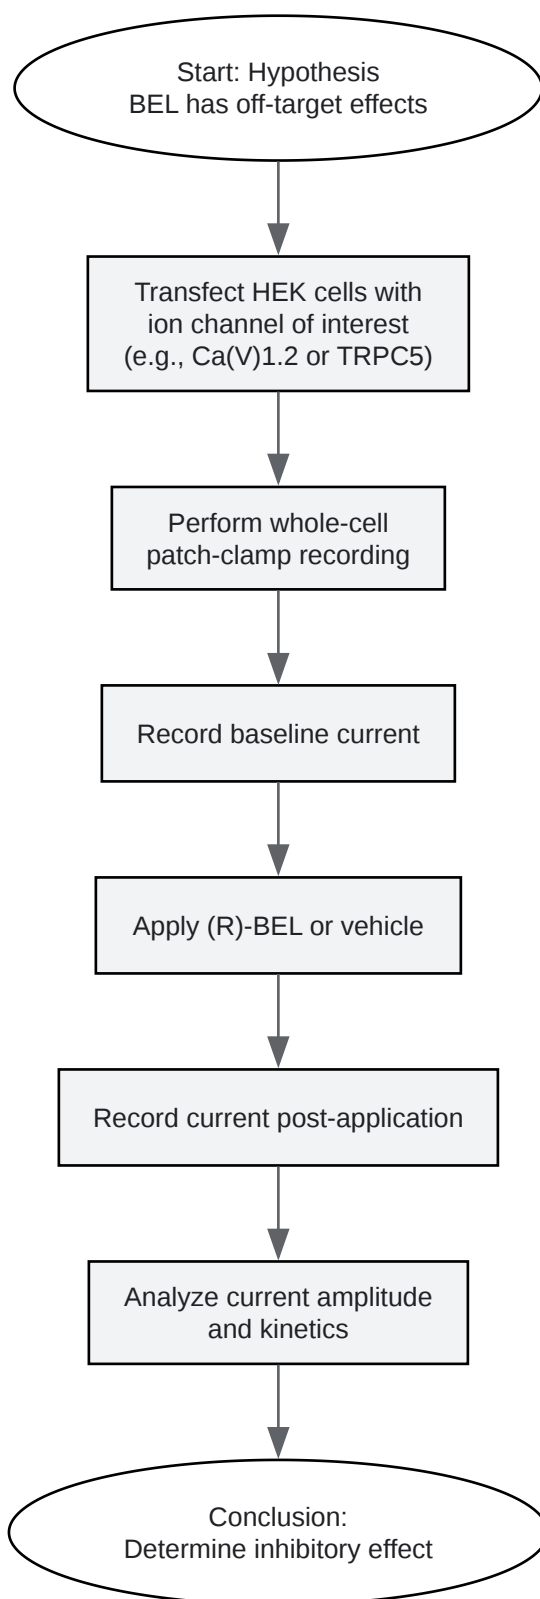 Start: Hypothesis
BEL has off-target effects
Transfect HEK cells with
ion channel of interest
(e.g., Ca(V)1.2 or TRPC5)
Perform whole-cell
patch-clamp recording
Record baseline current
Apply (R)-BEL or vehicle
Record current post-application
Analyze current amplitude
and kinetics
Conclusion:
Determine inhibitory effect